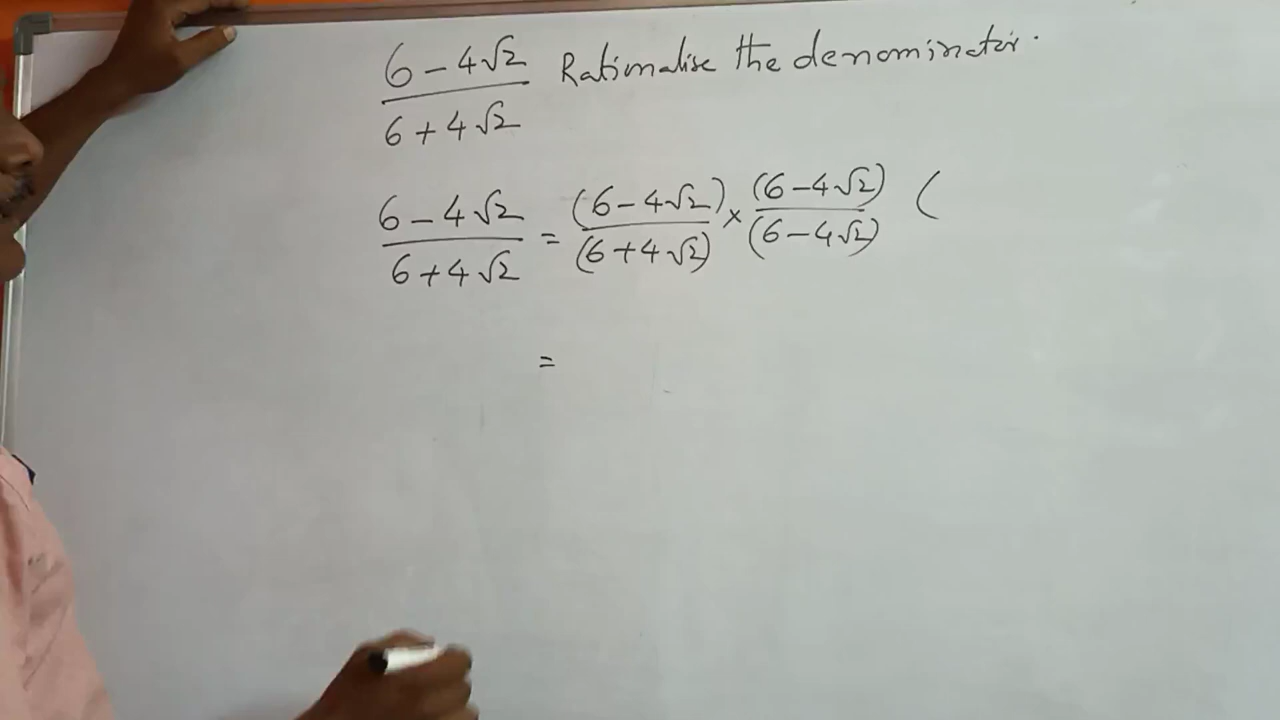 6 - 4√2 Rationalise the denominator.
6 + 4√2
6 - 4√2 = (6 - 4√2) × (6 - 4√2) (
6 + 4√2 (6 + 4√2) (6 - 4√2)
=